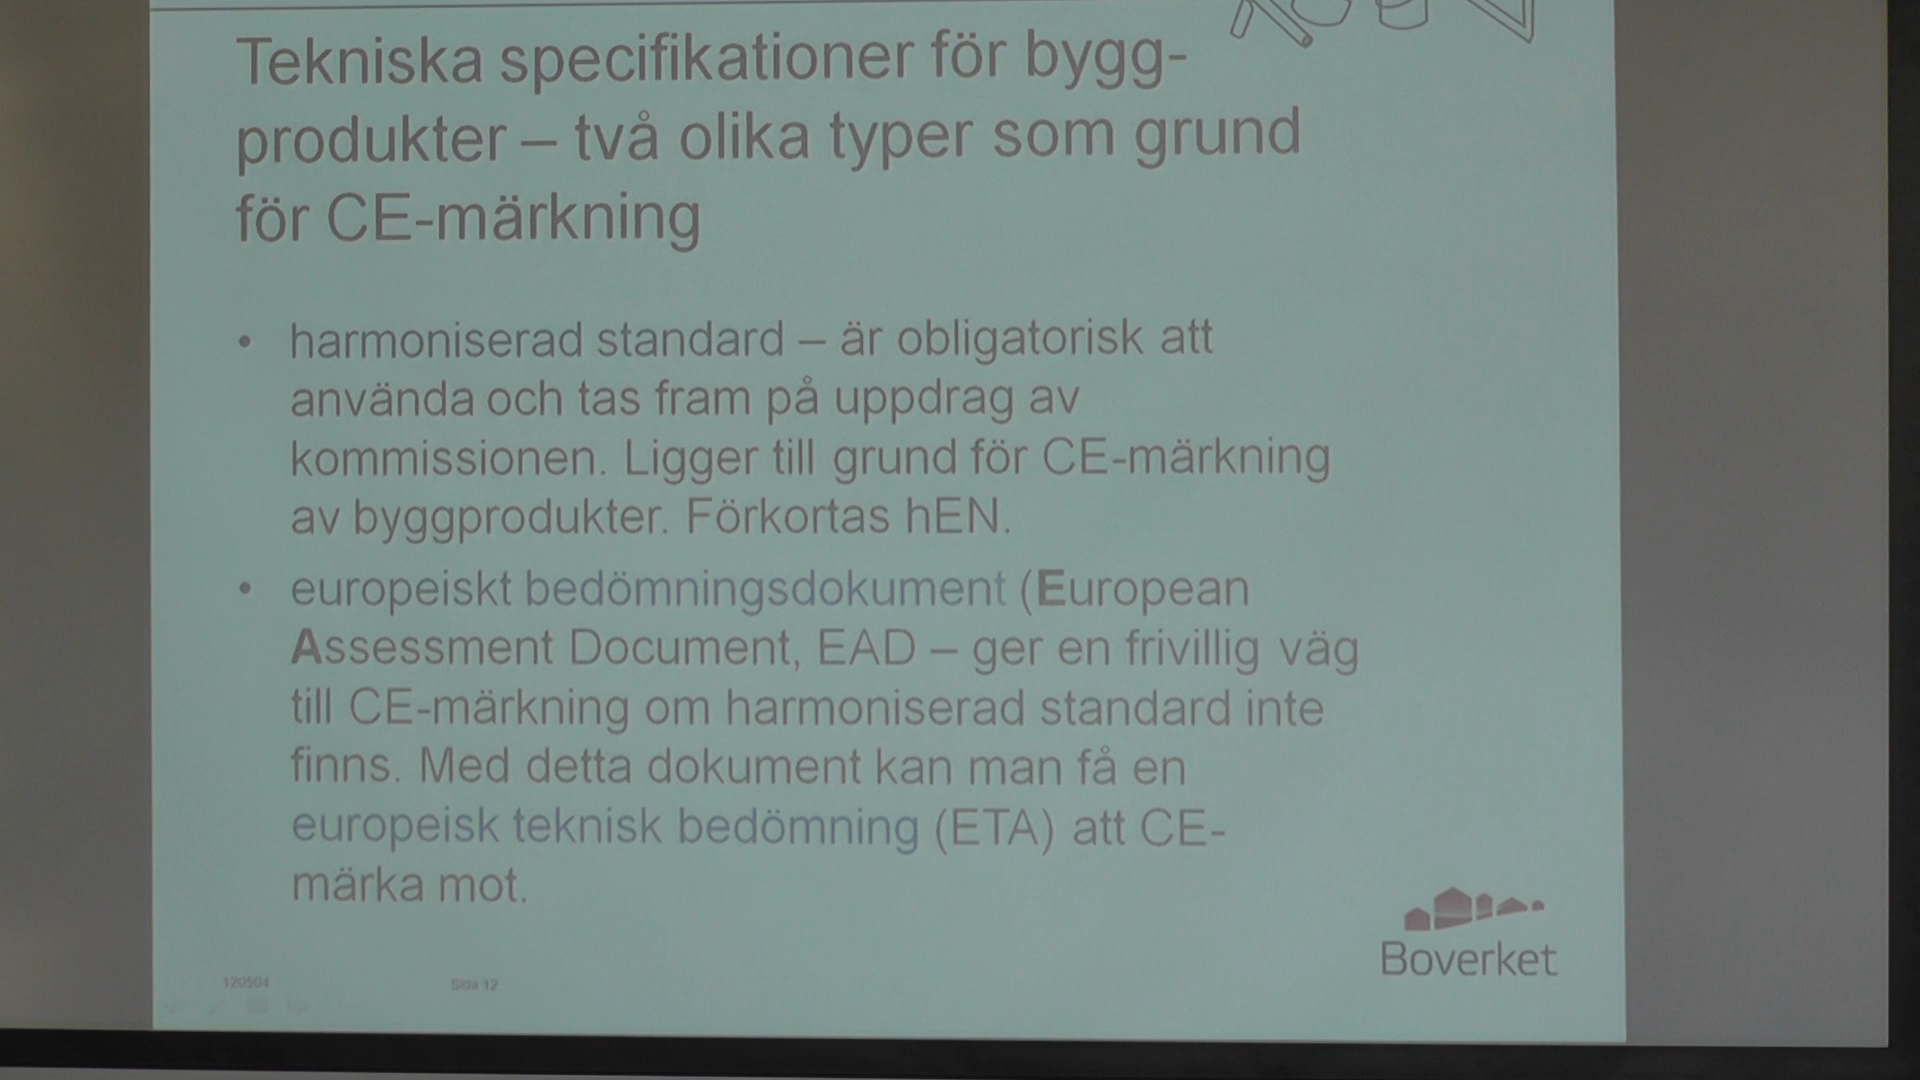 Tekniska specifikationer för bygg-
produkter – två olika typer som grund
för CE-märkning
• harmoniserad standard – är obligatorisk att
använda och tas fram på uppdrag av
kommissionen. Ligger till grund för CE-märkning
av byggprodukter. Förkortas hEN.
• europeiskt bedömningsdokument (European
Assessment Document, EAD – ger en frivillig väg
till CE-märkning om harmoniserad standard inte
finns. Med detta dokument kan man få en
europeisk teknisk bedömning (ETA) att CE-
märka mot.
Boverket
120504 Sida 12